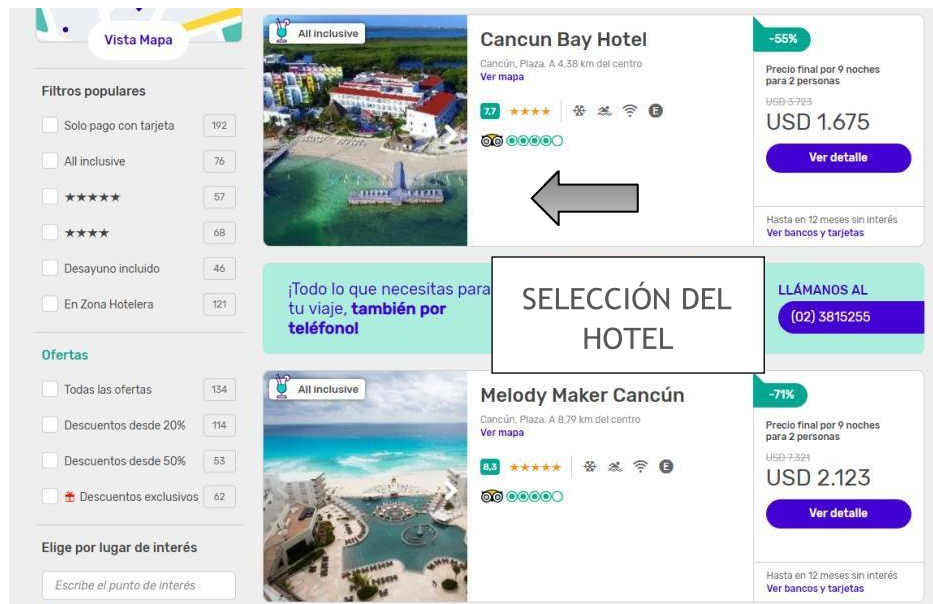 Vista Mapa
Filtros populares
Solo pago con tarjeta 192
All inclusive 76
★★★★★ 57
★★★★ 68
Desayuno incluido 46
En Zona Hotelera 121
Ofertas
Todas las ofertas 134
Descuentos desde 20% 114
Descuentos desde 50% 53
Descuentos exclusivos 62
Elige por lugar de interés
Escribe el punto de interés
All inclusive
Cancun Bay Hotel
Cancún, Plaza. A 4,38 km del centro
Ver mapa
7,7 ★★★★ E
-55%
Precio final por 9 noches
para 2 personas
USD 3.723
USD 1.675
Ver detalle
Hasta en 12 meses sin interés
Ver bancos y tarjetas
¡Todo lo que necesitas para
tu viaje, también por
teléfono!
SELECCIÓN DEL
HOTEL
LLÁMANOS AL
(02) 3815255
All inclusive
Melody Maker Cancún
Cancún, Plaza. A 8,79 km del centro
Ver mapa
8,3 ★★★★★ E
-71%
Precio final por 9 noches
para 2 personas
USD 7.321
USD 2.123
Ver detalle
Hasta en 12 meses sin interés
Ver bancos y tarjetas